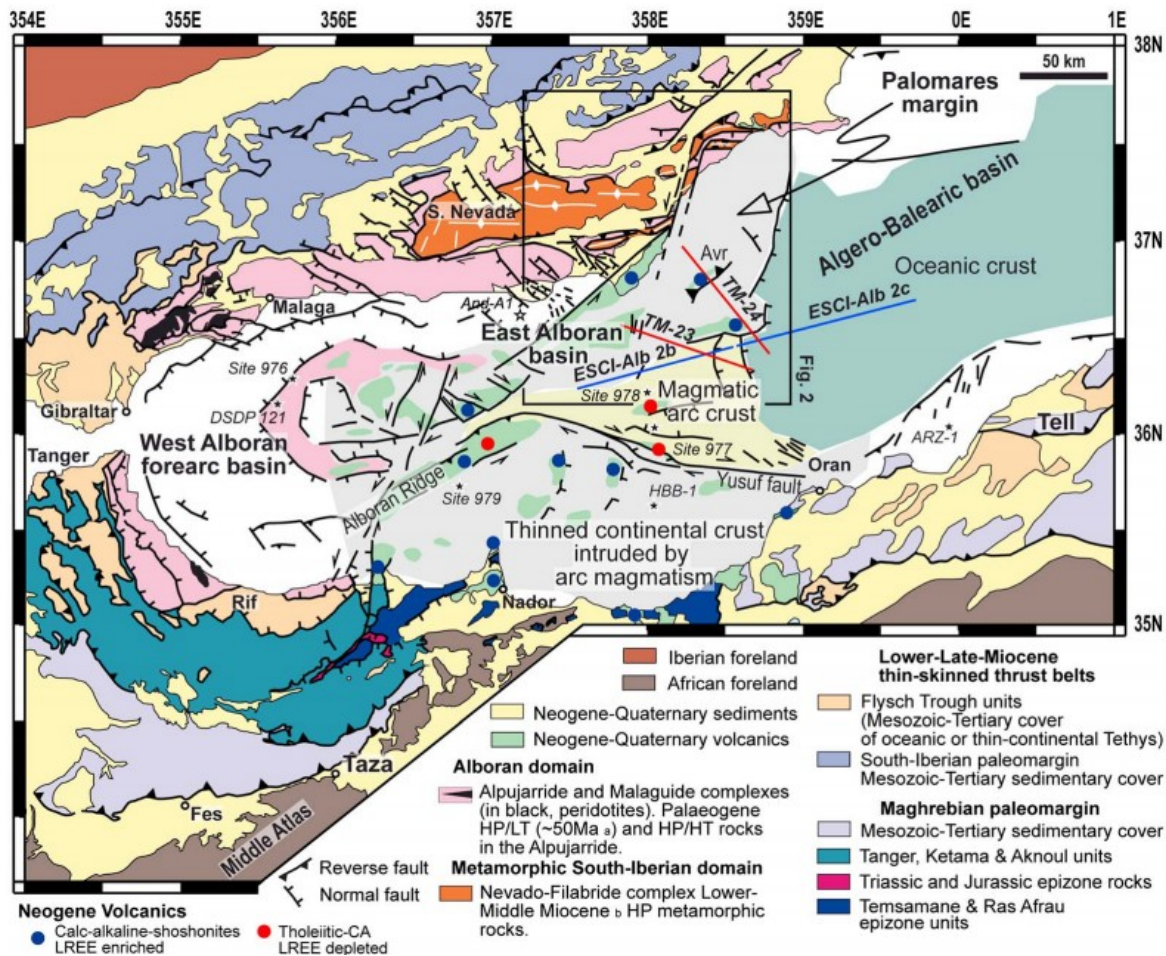 354E 355E 356E 357E 358E 359E 0E 1E
38N
50 km
Palomares
margin
S. Nevada
Algero-Balearic basin
37N
Avr
Oceanic crust
Malaga
And-A1
TM-24
ESCI-Alb 2c
East Alboran
basin
TM-23
ESCI-Alb 2b
Fig. 2
Site 976
Magmatic
arc crust
Site 978
Gibraltar
DSDP 121
Tell
Tanger
West Alboran
forearc basin
ARZ-1
36N
Site 977
Oran
Alboran Ridge
Yusuf fault
Site 979
HBB-1
Thinned continental crust
intruded by
arc magmatism
Rif
Nador
35N
Taza
Fes
Middle Atlas
Reverse fault
Normal fault
Neogene Volcanics
Calc-alkaline-shoshonites
LREE enriched
Tholeiitic-CA
LREE depleted
Iberian foreland
African foreland
Neogene-Quaternary sediments
Neogene-Quaternary volcanics
Alboran domain
Alpujarride and Malaguide complexes
(in black, peridotites). Palaeogene
HP/LT (~50Ma a) and HP/HT rocks
in the Alpujarride.
Metamorphic South-Iberian domain
Nevado-Filabride complex Lower-
Middle Miocene b HP metamorphic
rocks.
Lower-Late-Miocene
thin-skinned thrust belts
Flysch Trough units
(Mesozoic-Tertiary cover
of oceanic or thin-continental Tethys)
South-Iberian paleomargin
Mesozoic-Tertiary sedimentary cover
Maghrebian paleomargin
Mesozoic-Tertiary sedimentary cover
Tanger, Ketama & Aknoul units
Triassic and Jurassic epizone rocks
Temsamane & Ras Afrau
epizone units